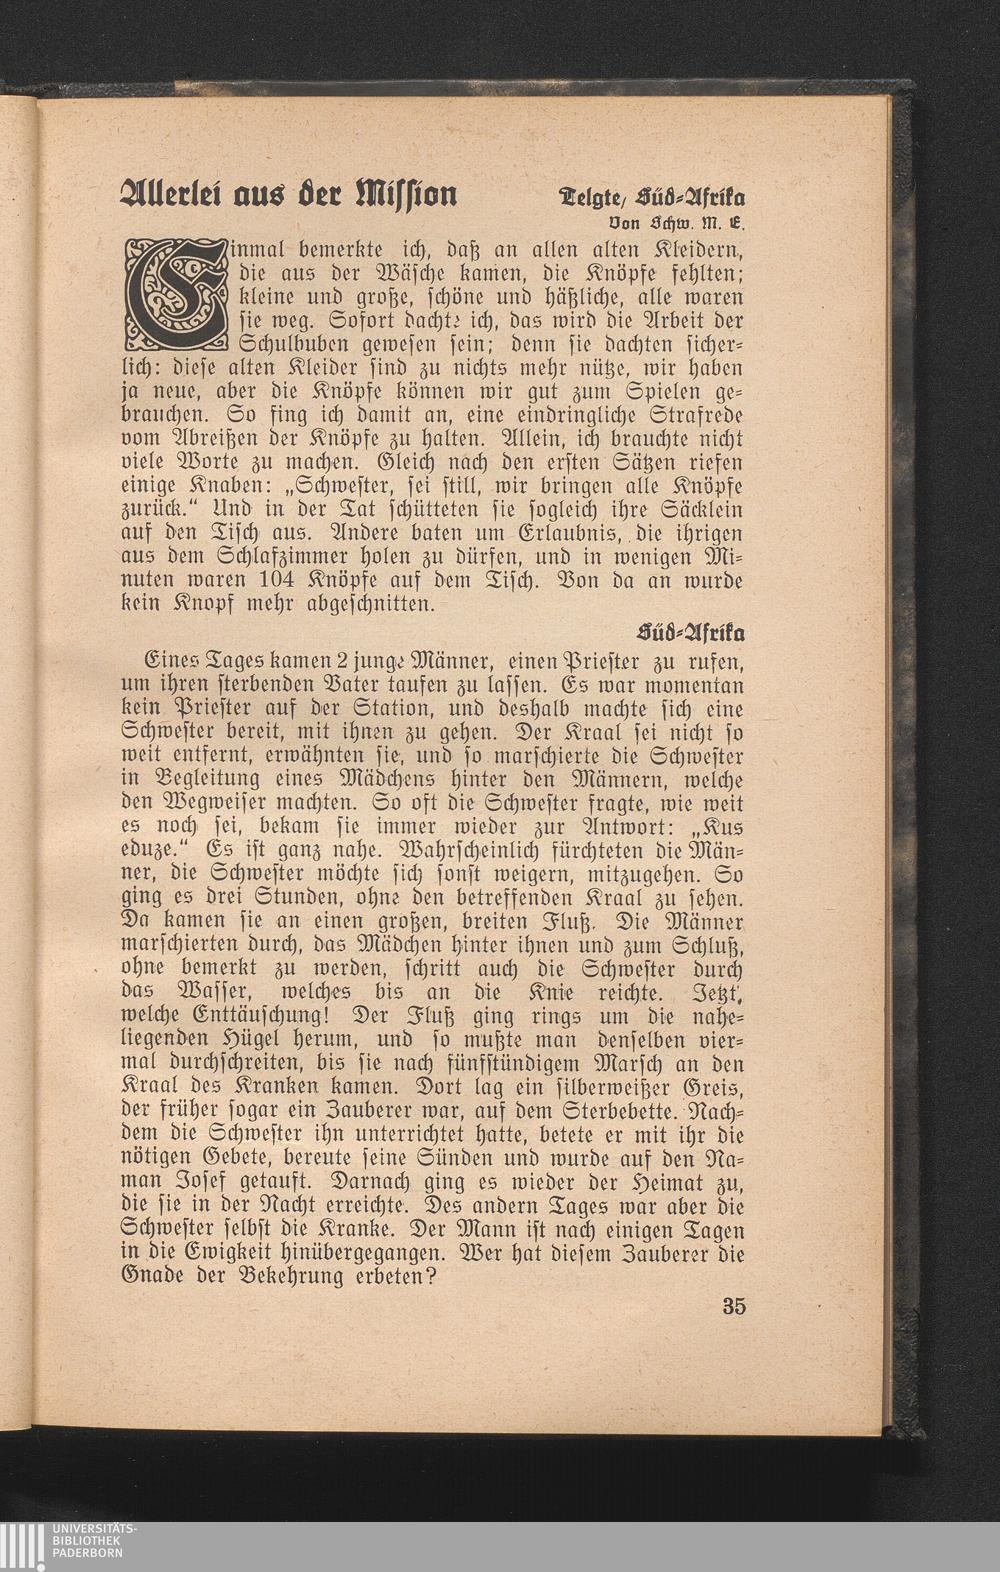 Allerlei aus der Mission
Telgte, Süd-Afrika
Von Schw. M. E.
Einmal bemerkte ich, daß an allen alten Kleidern,
die aus der Wäsche kamen, die Knöpfe fehlten;
kleine und große, schöne und häßliche, alle waren
sie weg. Sofort dachte ich, das wird die Arbeit der
Schulbuben gewesen sein; denn sie dachten sicher-
lich: diese alten Kleider sind zu nichts mehr nütze, wir haben
ja neue, aber die Knöpfe können wir gut zum Spielen ge-
brauchen. So fing ich damit an, eine eindringliche Strafrede
vom Abreißen der Knöpfe zu halten. Allein, ich brauchte nicht
viele Worte zu machen. Gleich nach den ersten Sätzen riefen
einige Knaben: „Schwester, sei still, wir bringen alle Knöpfe
zurück.“ Und in der Tat schütteten sie sogleich ihre Säcklein
auf den Tisch aus. Andere baten um Erlaubnis, die ihrigen
aus dem Schlafzimmer holen zu dürfen, und in wenigen Mi-
nuten waren 104 Knöpfe auf dem Tisch. Von da an wurde
kein Knopf mehr abgeschnitten.
Süd-Afrika
Eines Tages kamen 2 junge Männer, einen Priester zu rufen,
um ihren sterbenden Vater taufen zu lassen. Es war momentan
kein Priester auf der Station, und deshalb machte sich eine
Schwester bereit, mit ihnen zu gehen. Der Kraal sei nicht so
weit entfernt, erwähnten sie, und so marschierte die Schwester
in Begleitung eines Mädchens hinter den Männern, welche
den Wegweiser machten. So oft die Schwester fragte, wie weit
es noch sei, bekam sie immer wieder zur Antwort: „Kus
eduze.“ Es ist ganz nahe. Wahrscheinlich fürchteten die Män-
ner, die Schwester möchte sich sonst weigern, mitzugehen. So
ging es drei Stunden, ohne den betreffenden Kraal zu sehen.
Da kamen sie an einen großen, breiten Fluß. Die Männer
marschierten durch, das Mädchen hinter ihnen und zum Schluß,
ohne bemerkt zu werden, schritt auch die Schwester durch
das Wasser, welches bis an die Knie reichte. Jetzt,
welche Enttäuschung! Der Fluß ging rings um die nahe-
liegenden Hügel herum, und so mußte man denselben vier-
mal durchschreiten, bis sie nach fünfstündigem Marsch an den
Kraal des Kranken kamen. Dort lag ein silberweißer Greis,
der früher sogar ein Zauberer war, auf dem Sterbebette. Nach-
dem die Schwester ihn unterrichtet hatte, betete er mit ihr die
nötigen Gebete, bereute seine Sünden und wurde auf den Na-
man Josef getauft. Darnach ging es wieder der Heimat zu,
die sie in der Nacht erreichte. Des andern Tages war aber die
Schwester selbst die Kranke. Der Mann ist nach einigen Tagen
in die Ewigkeit hinübergegangen. Wer hat diesem Zauberer die
Gnade der Bekehrung erbeten?
35
UNIVERSITÄTS-
BIBLIOTHEK
PADERBORN